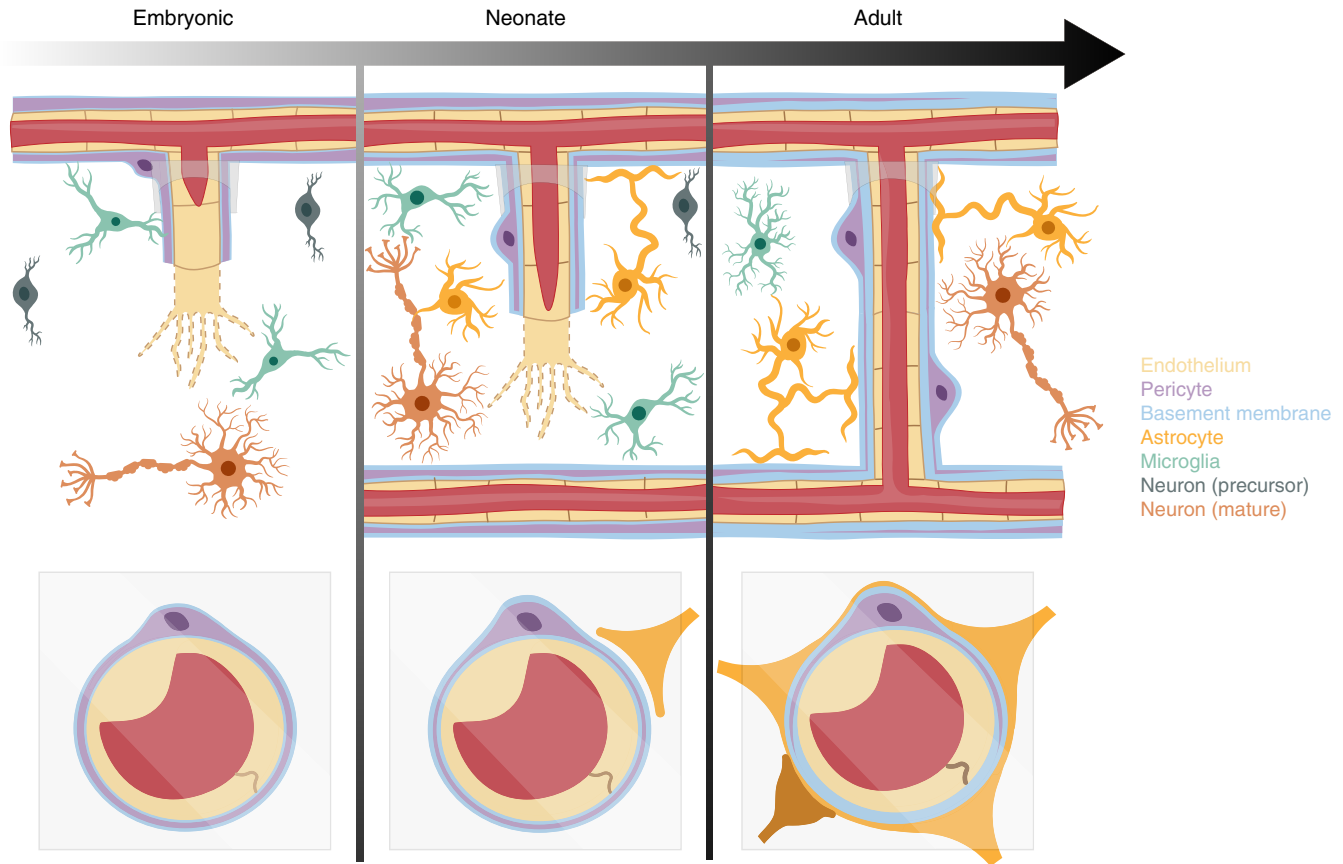 Embryonic
Neonate
Adult
Endothelium
Pericyte
Basement membrane
Astrocyte
Microglia
Neuron (precursor)
Neuron (mature)